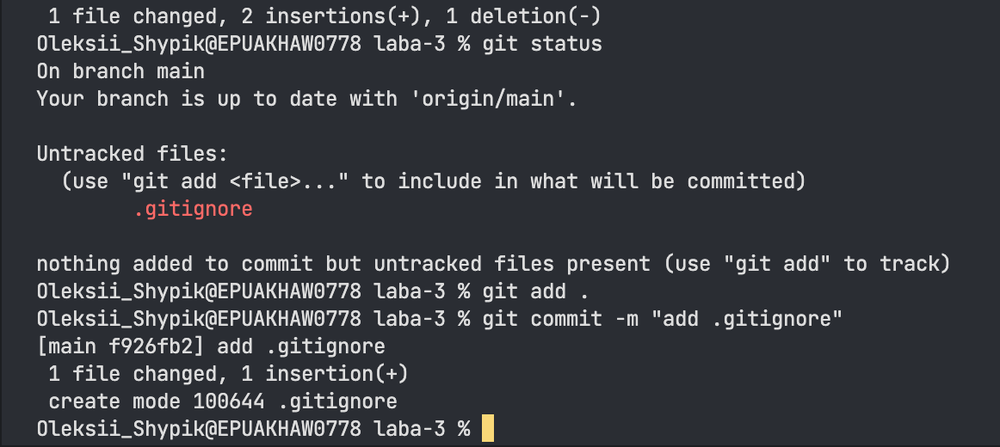 1 file changed, 2 insertions(+), 1 deletion(-)
Oleksii_Shypik@EPUAKHAW0778 laba-3 % git status
On branch main
Your branch is up to date with 'origin/main'.
Untracked files:
(use "git add <file>..." to include in what will be committed)
.gitignore
nothing added to commit but untracked files present (use "git add" to track)
Oleksii_Shypik@EPUAKHAW0778 laba-3 % git add .
Oleksii_Shypik@EPUAKHAW0778 laba-3 % git commit -m "add .gitignore"
[main f926fb2] add .gitignore
1 file changed, 1 insertion(+)
create mode 100644 .gitignore
Oleksii_Shypik@EPUAKHAW0778 laba-3 %